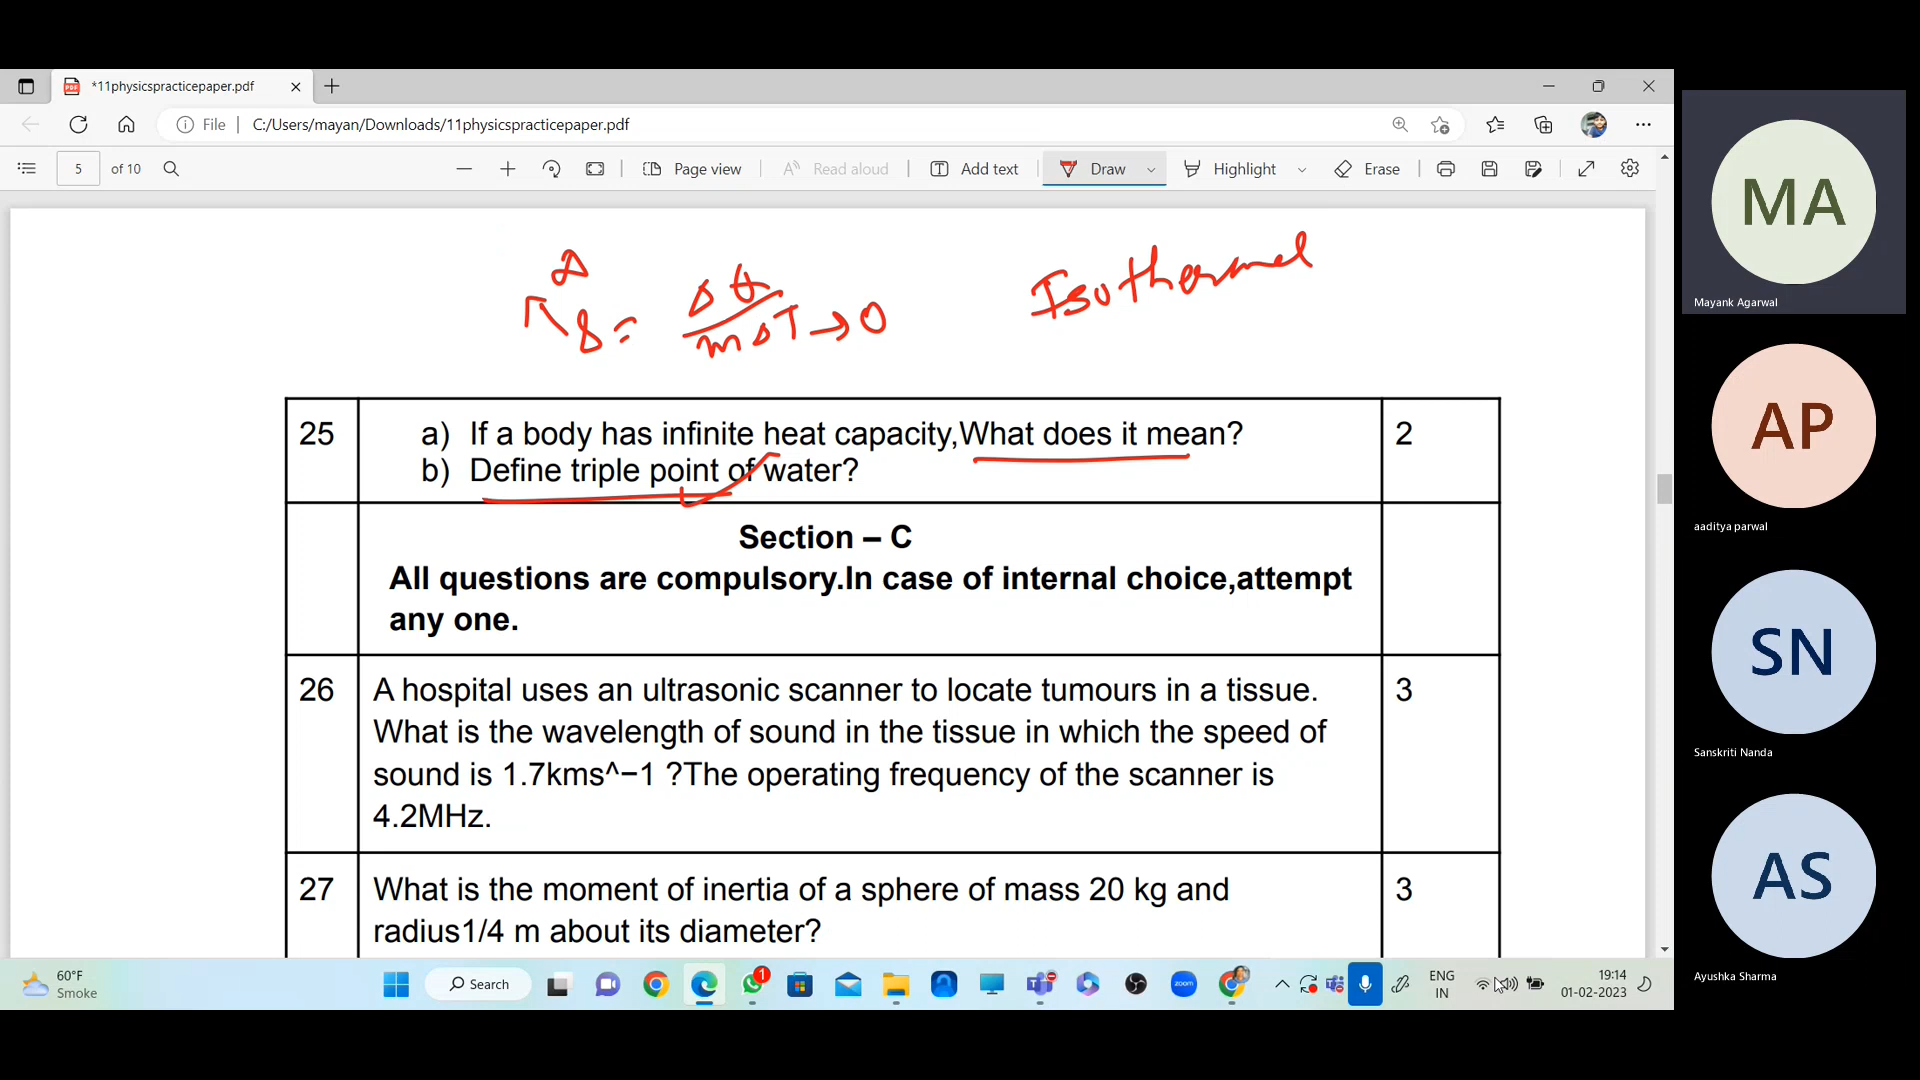 *11physicspracticepaper.pdf
File
C:/Users/mayan/Downloads/11physicspracticepaper.pdf
5 of 10
Page view
Read aloud
Add text
Draw
Highlight
Erase
ΔQ
mΔT → 0
Isothermal
25 a) If a body has infinite heat capacity,What does it mean? 2
b) Define triple point of water?
Section – C
All questions are compulsory.In case of internal choice,attempt
any one.
26 A hospital uses an ultrasonic scanner to locate tumours in a tissue. 3
What is the wavelength of sound in the tissue in which the speed of
sound is 1.7kms^−1 ?The operating frequency of the scanner is
4.2MHz.
27 What is the moment of inertia of a sphere of mass 20 kg and 3
radius1/4 m about its diameter?
MA
Mayank Agarwal
AP
aaditya parwal
SN
Sanskriti Nanda
AS
Ayushka Sharma
60°F
Smoke
Search
1
zoom
ENG
IN
19:14
01-02-2023